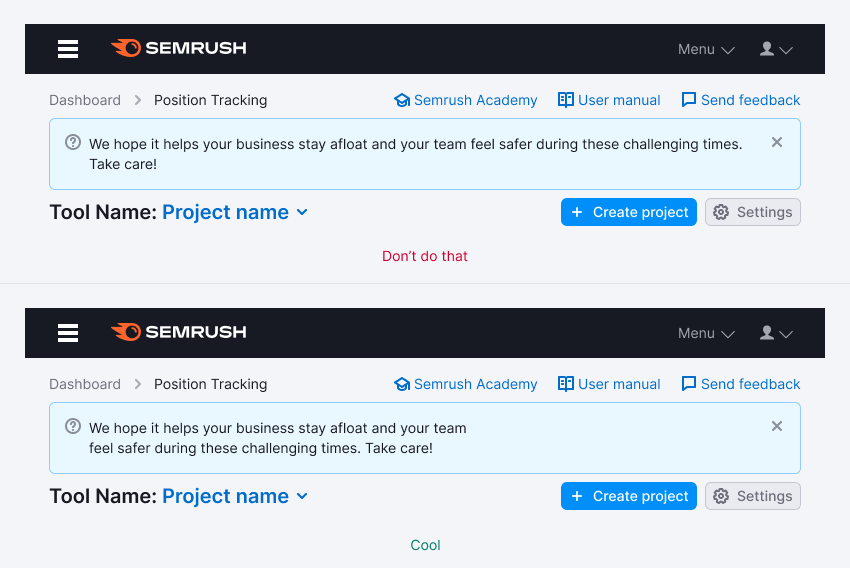 SEMRUSH Menu
Dashboard Position Tracking Semrush Academy User manual Send feedback
We hope it helps your business stay afloat and your team feel safer during these challenging times.
Take care!
Tool Name: Project name + Create project Settings
Don’t do that
SEMRUSH Menu
Dashboard Position Tracking Semrush Academy User manual Send feedback
We hope it helps your business stay afloat and your team
feel safer during these challenging times. Take care!
Tool Name: Project name + Create project Settings
Cool